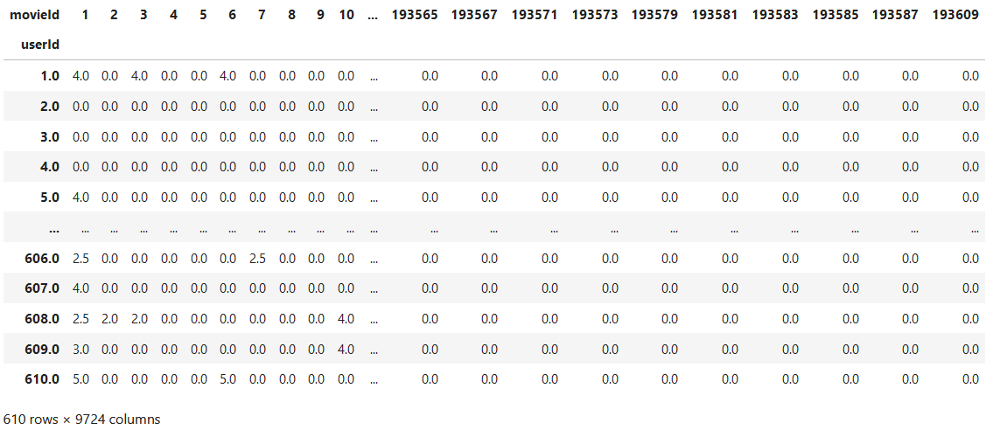 movieId 1 2 3 4 5 6 7 8 9 10 ... 193565 193567 193571 193573 193579 193581 193583 193585 193587 193609
userId
1.0 4.0 0.0 4.0 0.0 0.0 4.0 0.0 0.0 0.0 0.0 ... 0.0 0.0 0.0 0.0 0.0 0.0 0.0 0.0 0.0 0.0
2.0 0.0 0.0 0.0 0.0 0.0 0.0 0.0 0.0 0.0 0.0 ... 0.0 0.0 0.0 0.0 0.0 0.0 0.0 0.0 0.0 0.0
3.0 0.0 0.0 0.0 0.0 0.0 0.0 0.0 0.0 0.0 0.0 ... 0.0 0.0 0.0 0.0 0.0 0.0 0.0 0.0 0.0 0.0
4.0 0.0 0.0 0.0 0.0 0.0 0.0 0.0 0.0 0.0 0.0 ... 0.0 0.0 0.0 0.0 0.0 0.0 0.0 0.0 0.0 0.0
5.0 4.0 0.0 0.0 0.0 0.0 0.0 0.0 0.0 0.0 0.0 ... 0.0 0.0 0.0 0.0 0.0 0.0 0.0 0.0 0.0 0.0
... ... ... ... ... ... ... ... ... ... ... ... ... ... ... ... ... ... ... ... ... ...
606.0 2.5 0.0 0.0 0.0 0.0 0.0 2.5 0.0 0.0 0.0 ... 0.0 0.0 0.0 0.0 0.0 0.0 0.0 0.0 0.0 0.0
607.0 4.0 0.0 0.0 0.0 0.0 0.0 0.0 0.0 0.0 0.0 ... 0.0 0.0 0.0 0.0 0.0 0.0 0.0 0.0 0.0 0.0
608.0 2.5 2.0 2.0 0.0 0.0 0.0 0.0 0.0 0.0 4.0 ... 0.0 0.0 0.0 0.0 0.0 0.0 0.0 0.0 0.0 0.0
609.0 3.0 0.0 0.0 0.0 0.0 0.0 0.0 0.0 0.0 4.0 ... 0.0 0.0 0.0 0.0 0.0 0.0 0.0 0.0 0.0 0.0
610.0 5.0 0.0 0.0 0.0 0.0 5.0 0.0 0.0 0.0 0.0 ... 0.0 0.0 0.0 0.0 0.0 0.0 0.0 0.0 0.0 0.0
610 rows × 9724 columns